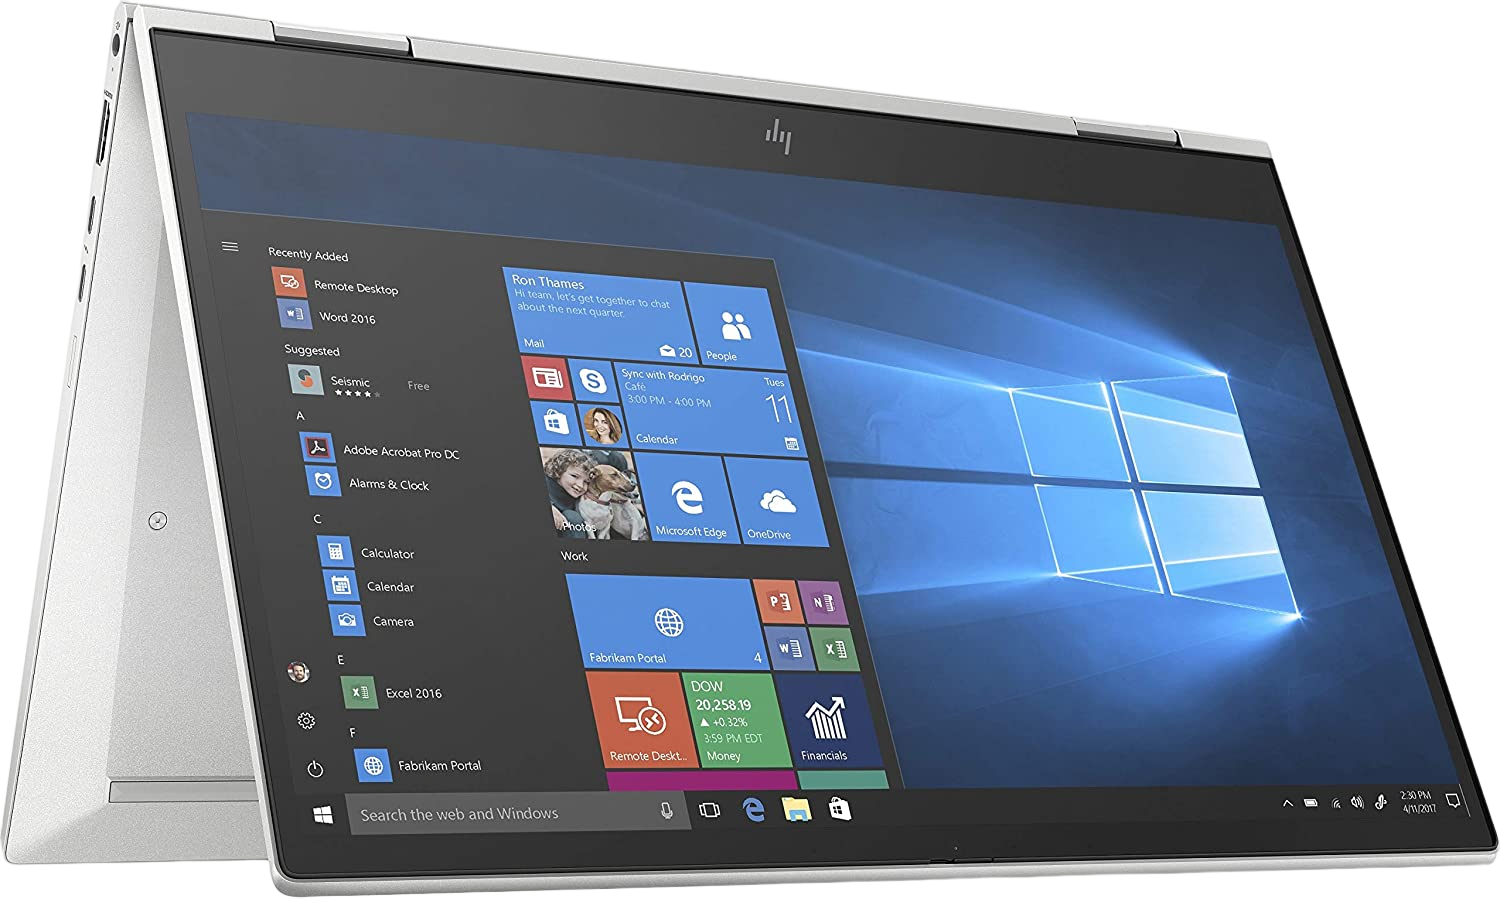 hp
Recently Added
Remote Desktop
Word 2016
Suggested
Seismic
Free
A
Adobe Acrobat Pro DC
Alarms & Clock
C
Calculator
Calendar
Camera
E
Excel 2016
F
Fabrikam Portal
Ron Thames
Hi team, let's get together to chat
about the next quarter.
Mail
20
People
Sync with Rodrigo
Café
3:00 PM - 4:00 PM
Tues
11
Calendar
Photos
Microsoft Edge
OneDrive
Work
Fabrikam Portal
4
Remote Deskt...
DOW
20,258.19
▲ +0.32%
3:59 PM EDT
Money
Financials
Search the web and Windows
2:30 PM
4/11/2017